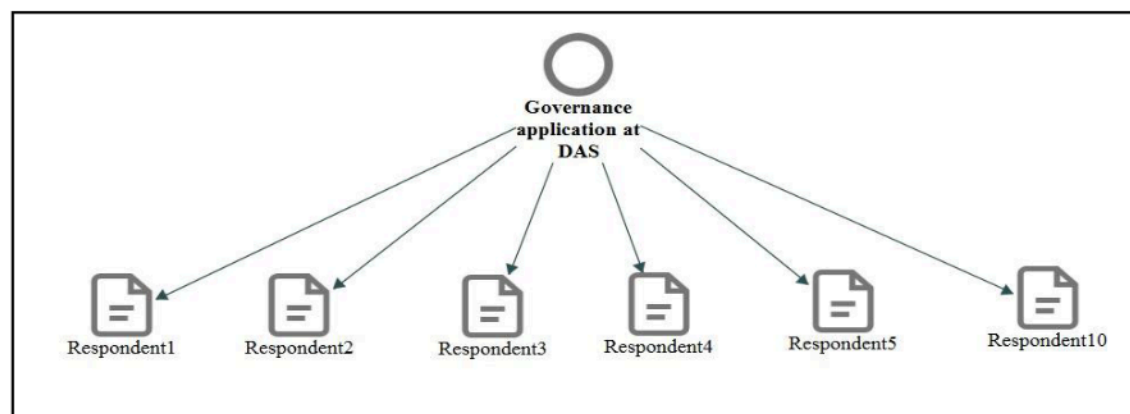 Governance
application at
DAS
Respondent1
Respondent2
Respondent3
Respondent4
Respondent5
Respondent10